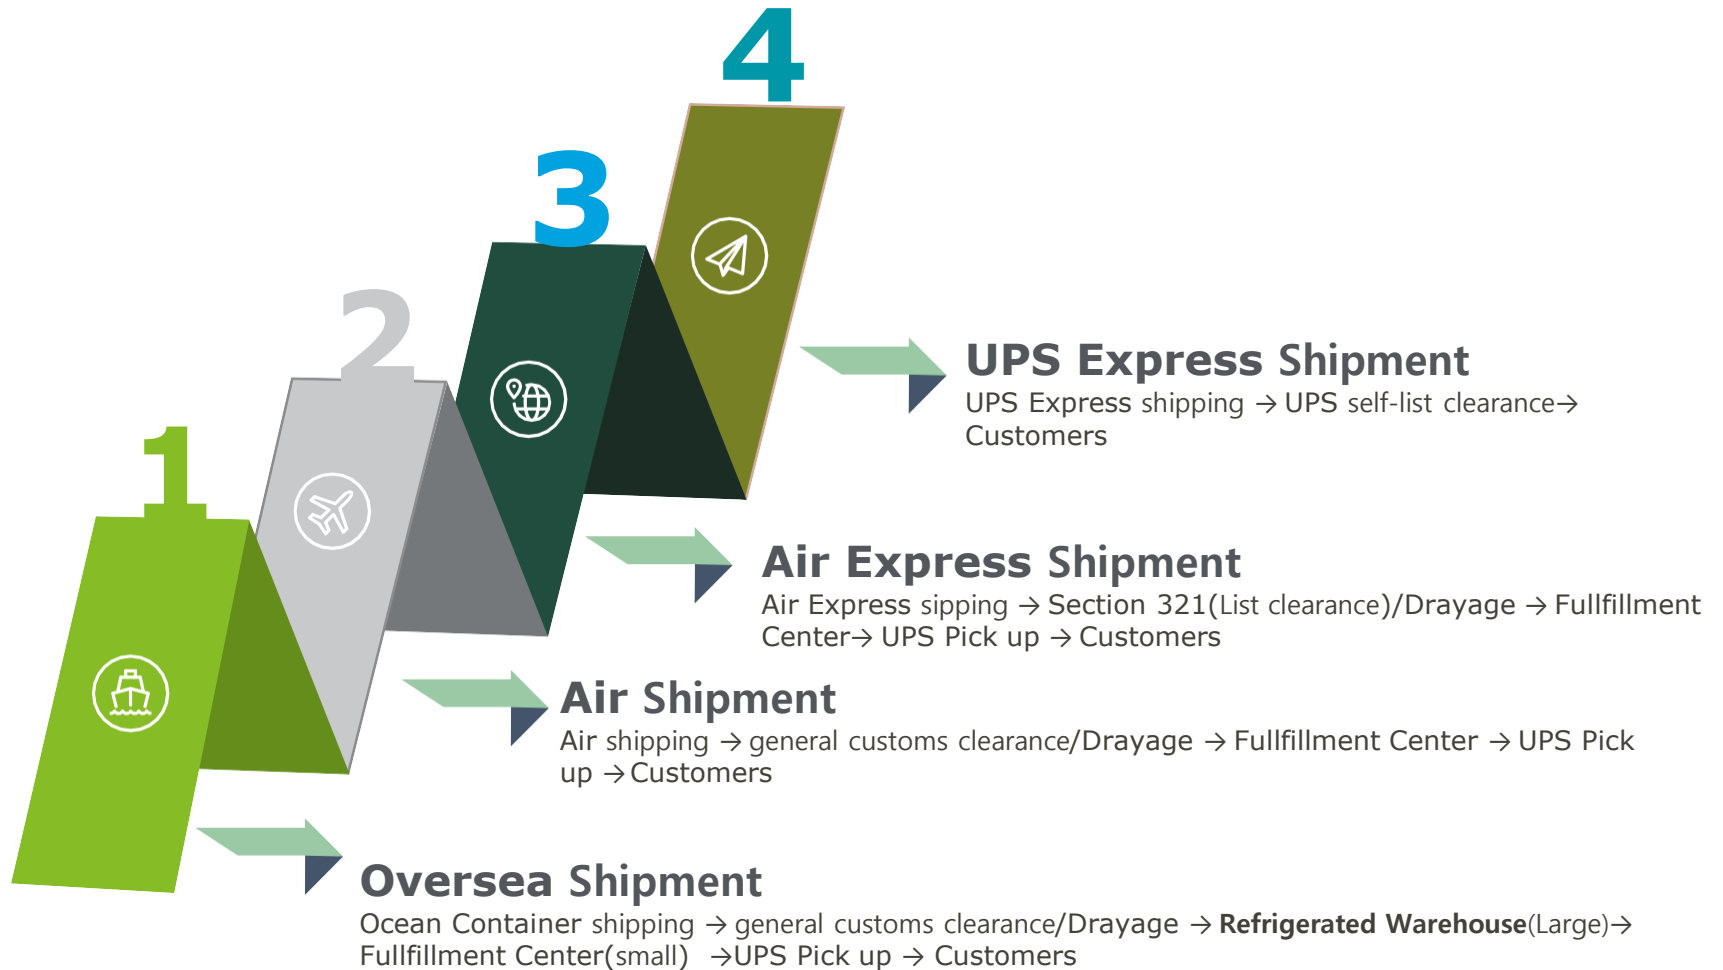 4
3
2
1
UPS Express Shipment
UPS Express shipping → UPS self-list clearance→
Customers
Air Express Shipment
Air Express sipping → Section 321(List clearance)/Drayage → Fullfillment
Center→ UPS Pick up → Customers
Air Shipment
Air shipping → general customs clearance/Drayage → Fullfillment Center → UPS Pick
up → Customers
Oversea Shipment
Ocean Container shipping → general customs clearance/Drayage → Refrigerated Warehouse(Large)→
Fullfillment Center(small) →UPS Pick up → Customers